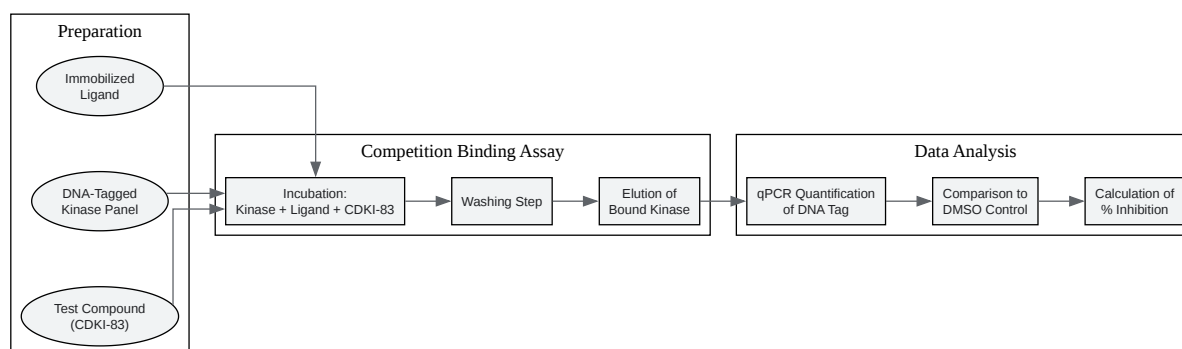 Preparation
Immobilized
Ligand
DNA-Tagged
Kinase Panel
Test Compound
(CDKI-83)
Competition Binding Assay
Incubation:
Kinase + Ligand + CDKI-83
Washing Step
Elution of
Bound Kinase
Data Analysis
qPCR Quantification
of DNA Tag
Comparison to
DMSO Control
Calculation of
% Inhibition